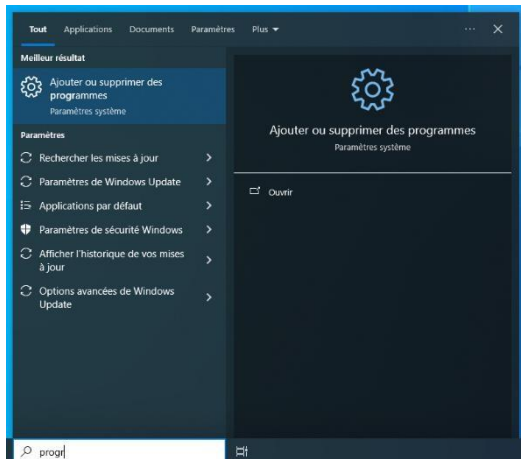 Tout Applications Documents Paramètres Plus
Meilleur résultat
Ajouter ou supprimer des
programmes
Paramètres système
Paramètres
Rechercher les mises à jour
Paramètres de Windows Update
Applications par défaut
Paramètres de sécurité Windows
Afficher l'historique de vos mises
à jour
Options avancées de Windows
Update
Ajouter ou supprimer des programmes
Paramètres système
Ouvrir
progr